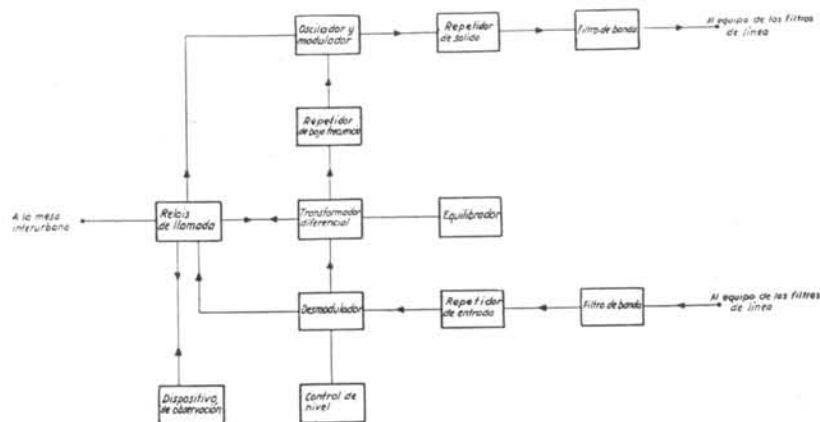 Oscilador y
modulador
Repetidor
de salida
Filtro de banda
Al equipo de los filtros
de línea
Repetidor
de baja frecuencia
A la mesa
interurbana
Relais
de llamada
Transformador
diferencial
Equilibrador
Desmodulador
Repetidor
de entrada
Filtro de banda
Al equipo de los filtros
de línea
Dispositivo
de observación
Control de
nivel